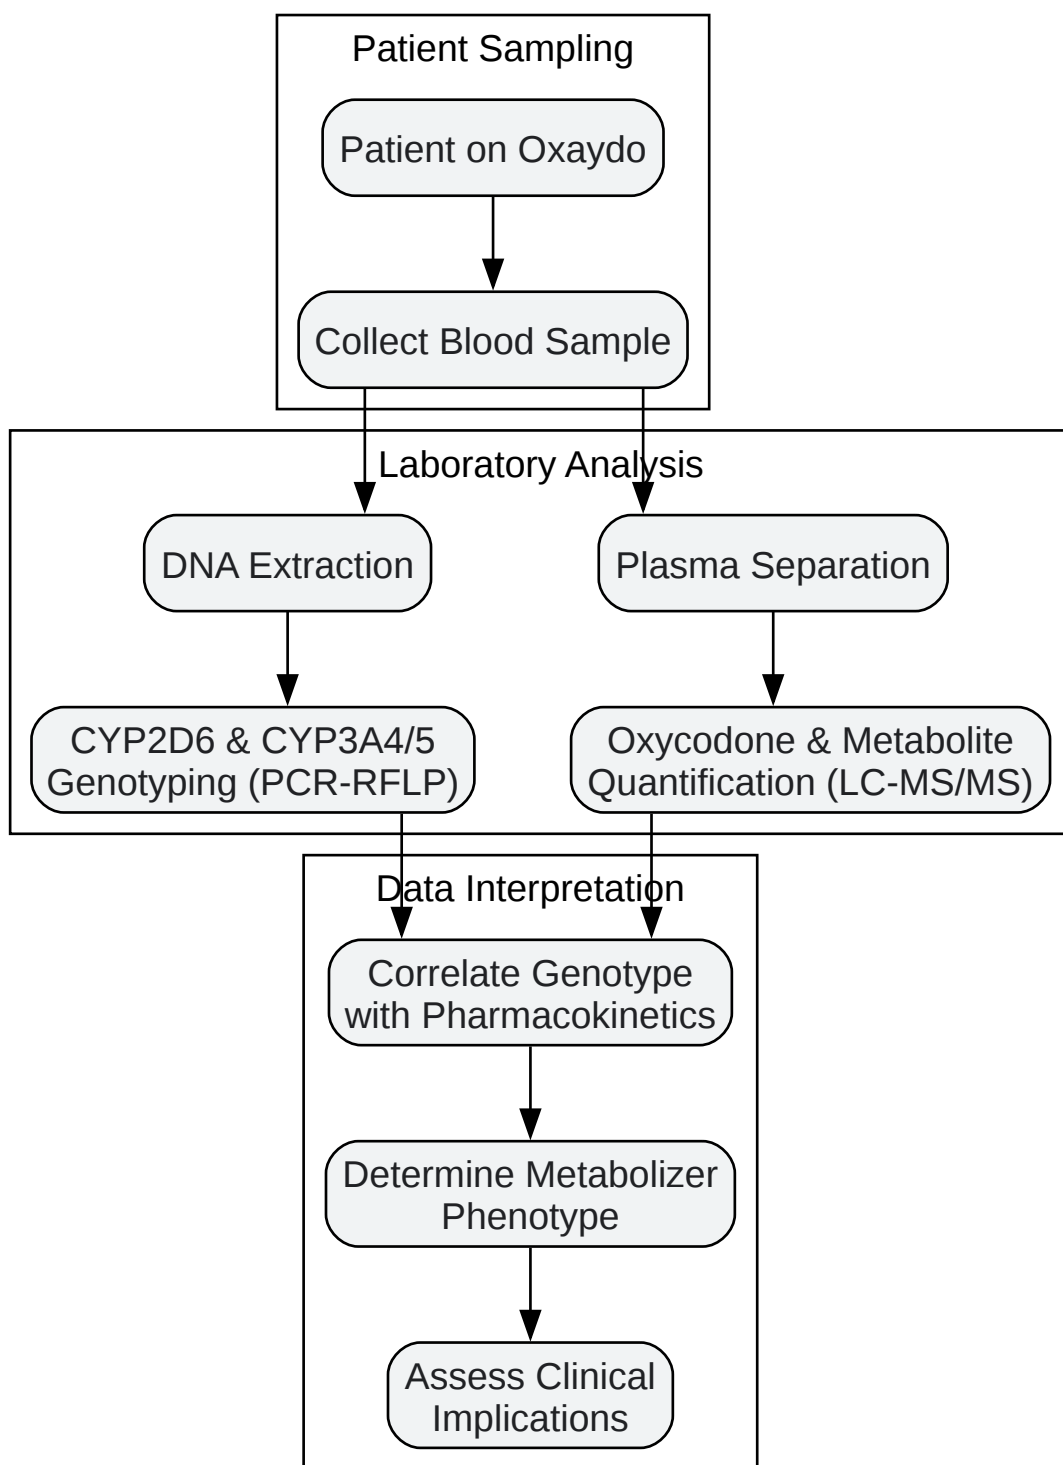 Patient Sampling
Patient on Oxaydo
Collect Blood Sample
Laboratory Analysis
DNA Extraction
Plasma Separation
CYP2D6 & CYP3A4/5
Genotyping (PCR-RFLP)
Oxycodone & Metabolite
Quantification (LC-MS/MS)
Data Interpretation
Correlate Genotype
with Pharmacokinetics
Determine Metabolizer
Phenotype
Assess Clinical
Implications